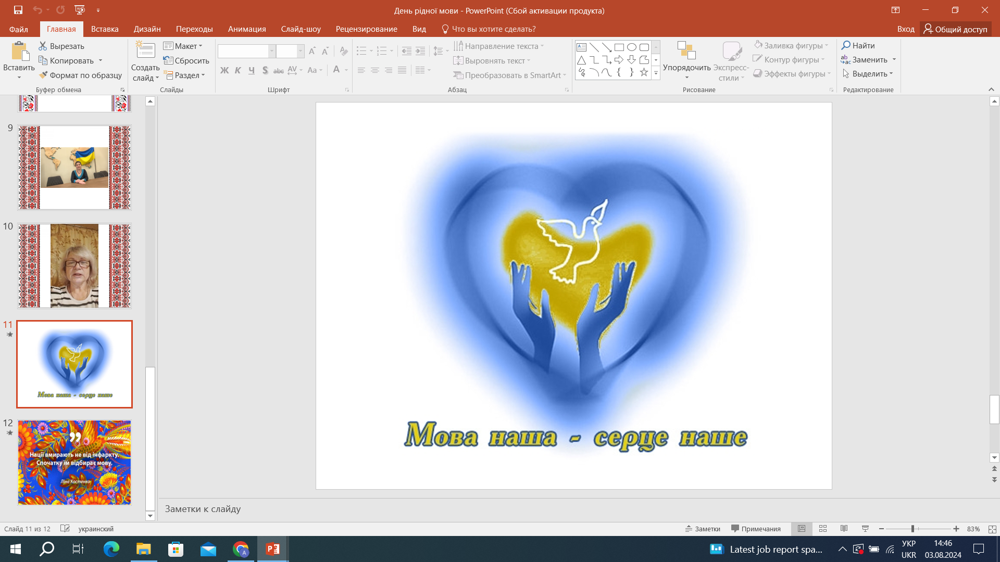 День рідної мови - PowerPoint (Сбой активации продукта)
Файл
Главная
Вставка
Дизайн
Переходы
Анимация
Слайд-шоу
Рецензирование
Вид
Что вы хотите сделать?
Вход
Общий доступ
Вставить
Вырезать
Копировать
Формат по образцу
Буфер обмена
Создать
слайд
Макет
Сбросить
Раздел
Слайды
Ж К Ч S abc AV Aa A
Шрифт
Направление текста
Выровнять текст
Преобразовать в SmartArt
Абзац
Упорядочить
Экспресс-
стили
Заливка фигуры
Контур фигуры
Эффекты фигуры
Рисование
Найти
Заменить
Выделить
Редактирование
9
10
11
Мова наша - серце наше
12
Нації вмирають не від інфаркту.
Спочатку їм відбирає мову.
Ліна Костенко
Мова наша - серце наше
Заметки к слайду
Слайд 11 из 12
украинский
Заметки
Примечания
83%
Latest job report spa...
УКР
UKR
14:46
03.08.2024